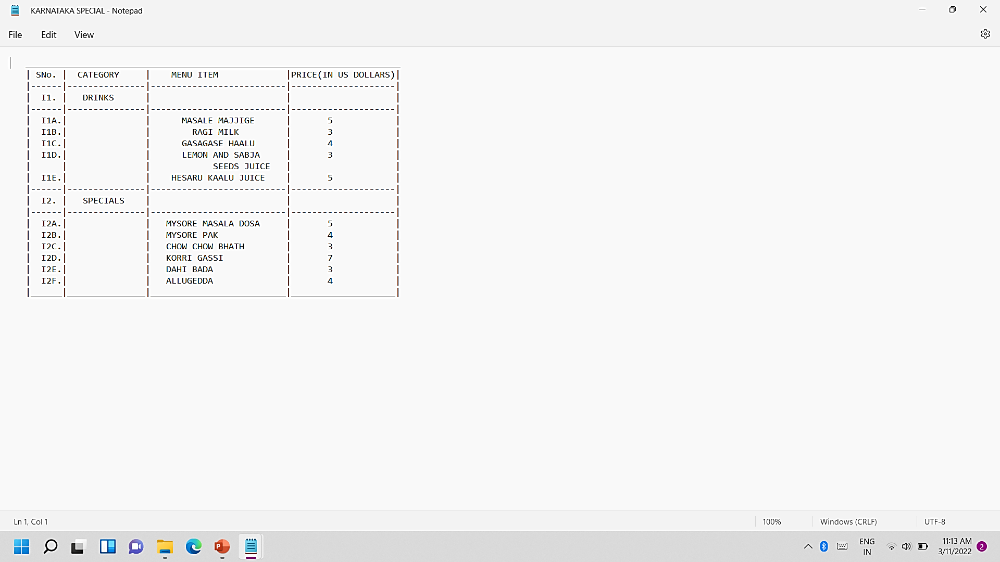 KARNATAKA SPECIAL - Notepad
File Edit View
SNo. CATEGORY MENU ITEM PRICE(IN US DOLLARS)
I1. DRINKS
I1A. MASALE MAJJIGE 5
I1B. RAGI MILK 3
I1C. GASAGASE HAALU 4
I1D. LEMON AND SABJA 3
SEEDS JUICE
I1E. HESARU KAALU JUICE 5
I2. SPECIALS
I2A. MYSORE MASALA DOSA 5
I2B. MYSORE PAK 4
I2C. CHOW CHOW BHATH 3
I2D. KORRI GASSI 7
I2E. DAHI BADA 3
I2F. ALLUGEDDA 4
Ln 1, Col 1 100% Windows (CRLF) UTF-8
ENG 11:13 AM
IN 3/11/2022 2